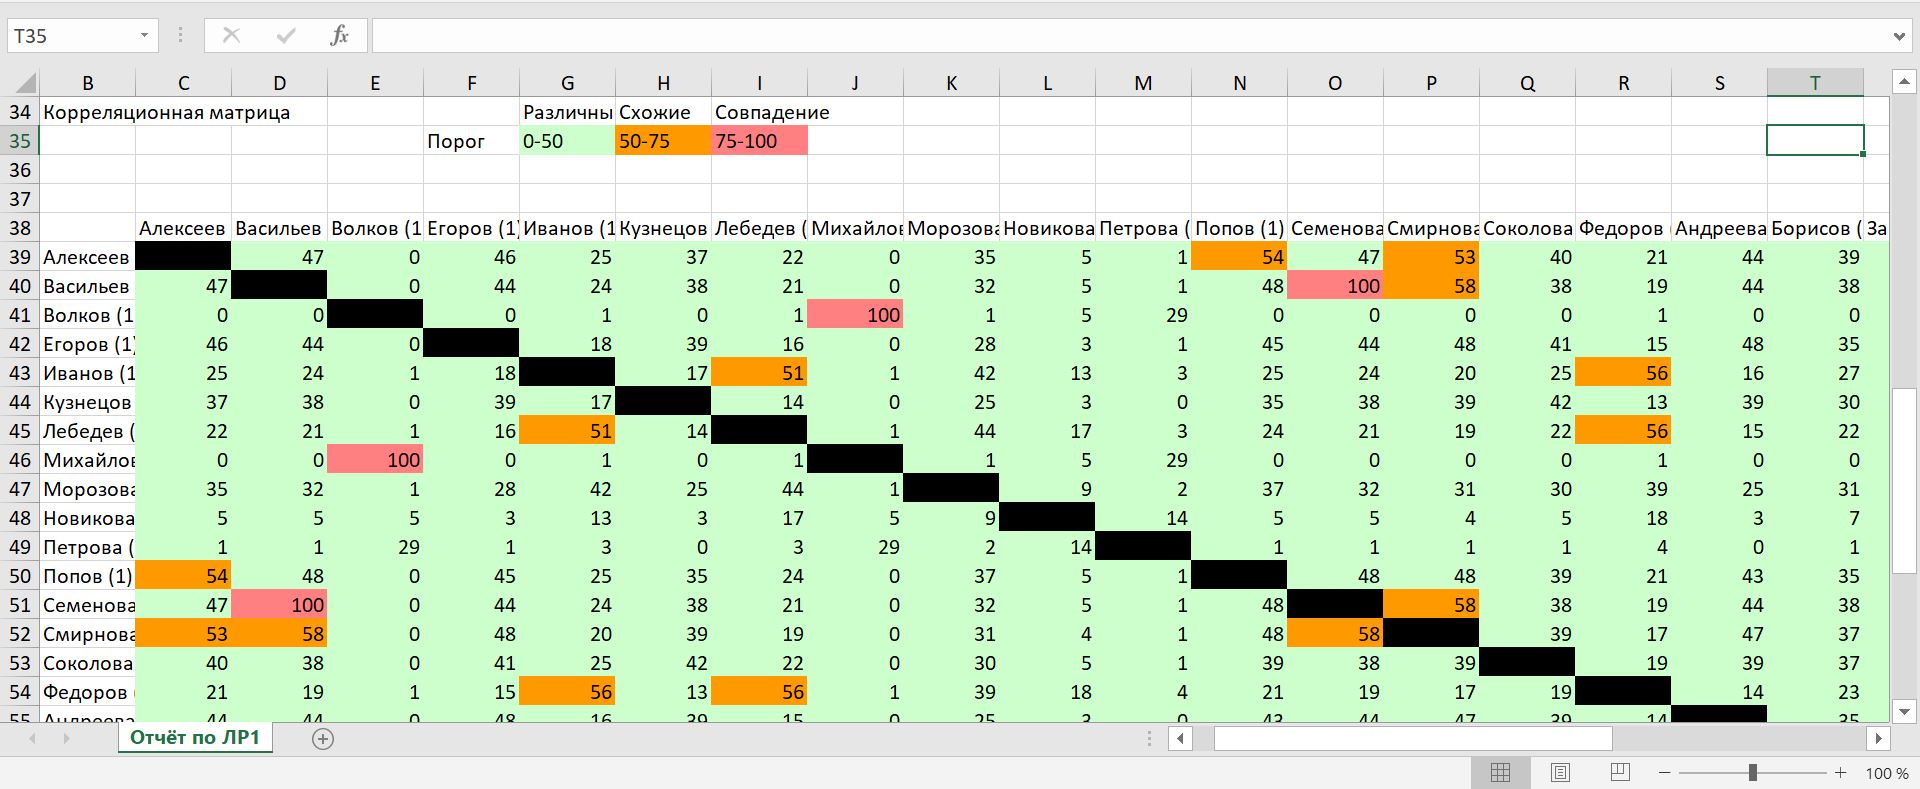 T35 fx
B C D E F G H I J K L M N O P Q R S T
34 Корреляционная матрица Различны Схожие Совпадение
35 Порог 0-50 50-75 75-100
36
37
38 Алексеев Васильев Волков (1 Егоров (1) Иванов (1 Кузнецов Лебедев ( Михайлов Морозова Новикова Петрова ( Попов (1) Семенова Смирнова Соколова Федоров Андреева Борисов ( За
39 Алексеев 47 0 46 25 37 22 0 35 5 1 54 47 53 40 21 44 39
40 Васильев 47 0 44 24 38 21 0 32 5 1 48 100 58 38 19 44 38
41 Волков (1 0 0 0 1 0 1 100 1 5 29 0 0 0 0 1 0 0
42 Егоров (1) 46 44 0 18 39 16 0 28 3 1 45 44 48 41 15 48 35
43 Иванов (1 25 24 1 18 17 51 1 42 13 3 25 24 20 25 56 16 27
44 Кузнецов 37 38 0 39 17 14 0 25 3 0 35 38 39 42 13 39 30
45 Лебедев ( 22 21 1 16 51 14 1 44 17 3 24 21 19 22 56 15 22
46 Михайлов 0 0 100 0 1 0 1 1 5 29 0 0 0 0 1 0 0
47 Морозова 35 32 1 28 42 25 44 1 9 2 37 32 31 30 39 25 31
48 Новикова 5 5 5 3 13 3 17 5 9 14 5 5 4 5 18 3 7
49 Петрова ( 1 1 29 1 3 0 3 29 2 14 1 1 1 1 4 0 1
50 Попов (1) 54 48 0 45 25 35 24 0 37 5 1 48 48 39 21 43 35
51 Семенова 47 100 0 44 24 38 21 0 32 5 1 48 58 38 19 44 38
52 Смирнова 53 58 0 48 20 39 19 0 31 4 1 48 58 39 17 47 37
53 Соколова 40 38 0 41 25 42 22 0 30 5 1 39 38 39 19 39 37
54 Федоров 21 19 1 15 56 13 56 1 39 18 4 21 19 17 19 14 23
55 Андреева 44 44 0 48 16 39 15 0 25 3 0 43 44 47 39 14 35
Отчёт по ЛР1
100 %